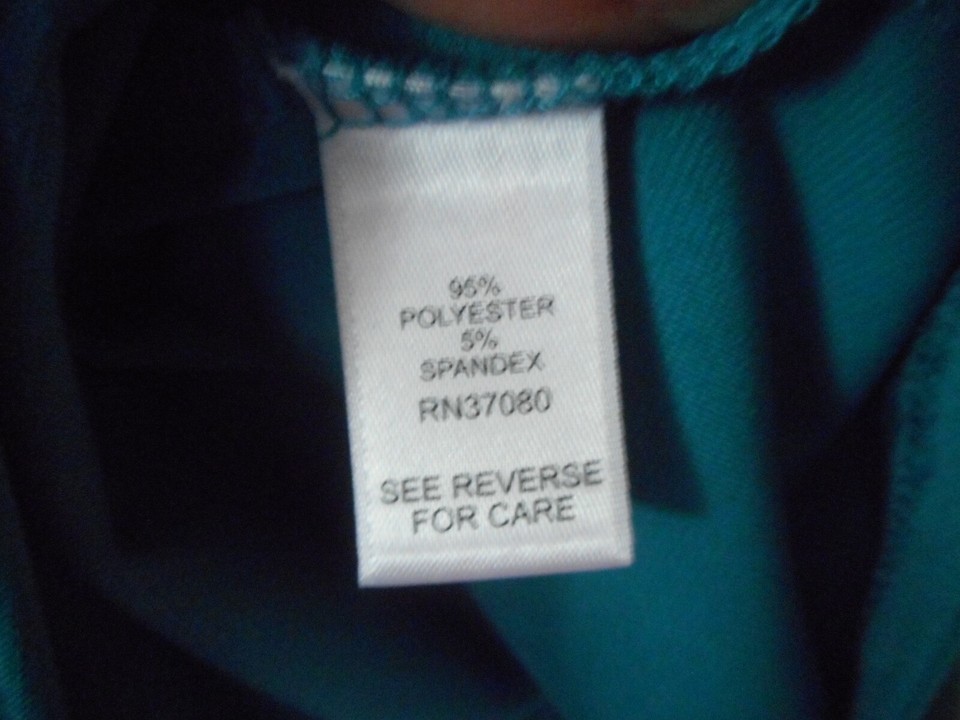 95%
POLYESTER
5%
SPANDEX
RN37080
SEE REVERSE
FOR CARE